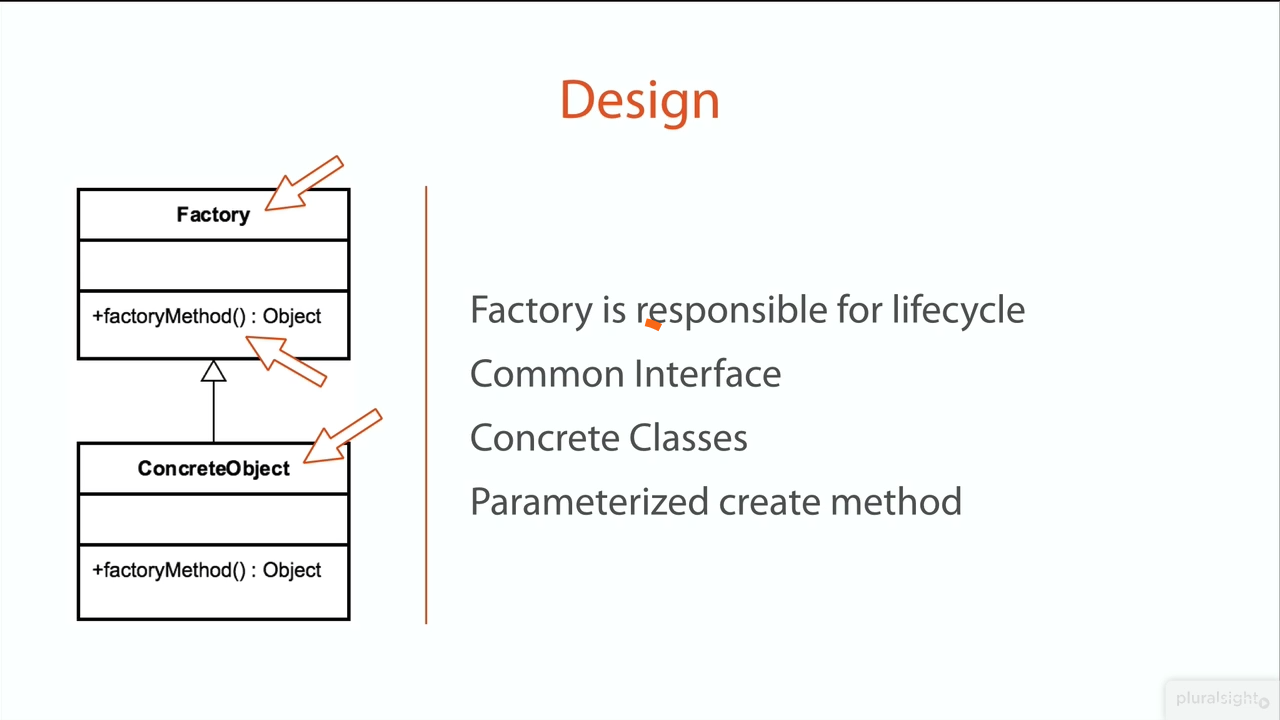 Design
Factory
+factoryMethod() : Object
ConcreteObject
+factoryMethod() : Object
Factory is responsible for lifecycle
Common Interface
Concrete Classes
Parameterized create method
pluralsight